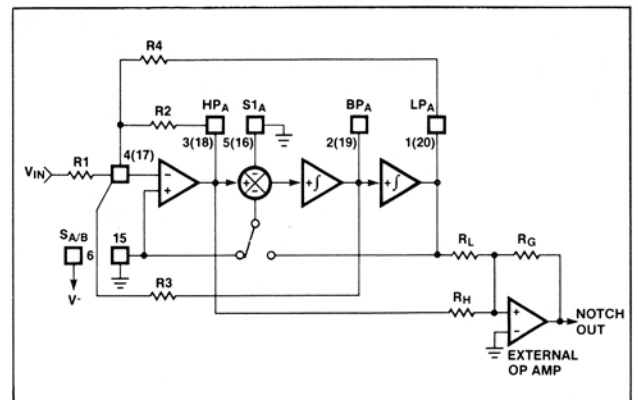 R4
HPA S1A BPA LPA
R2
3(18) 5(16) 2(19) 1(20)
4(17)
VIN R1
- + + - - +∫ +∫
SA/B 15
6
V-
R3
RL RG
RH
+ -
NOTCH
OUT
EXTERNAL
OP AMP